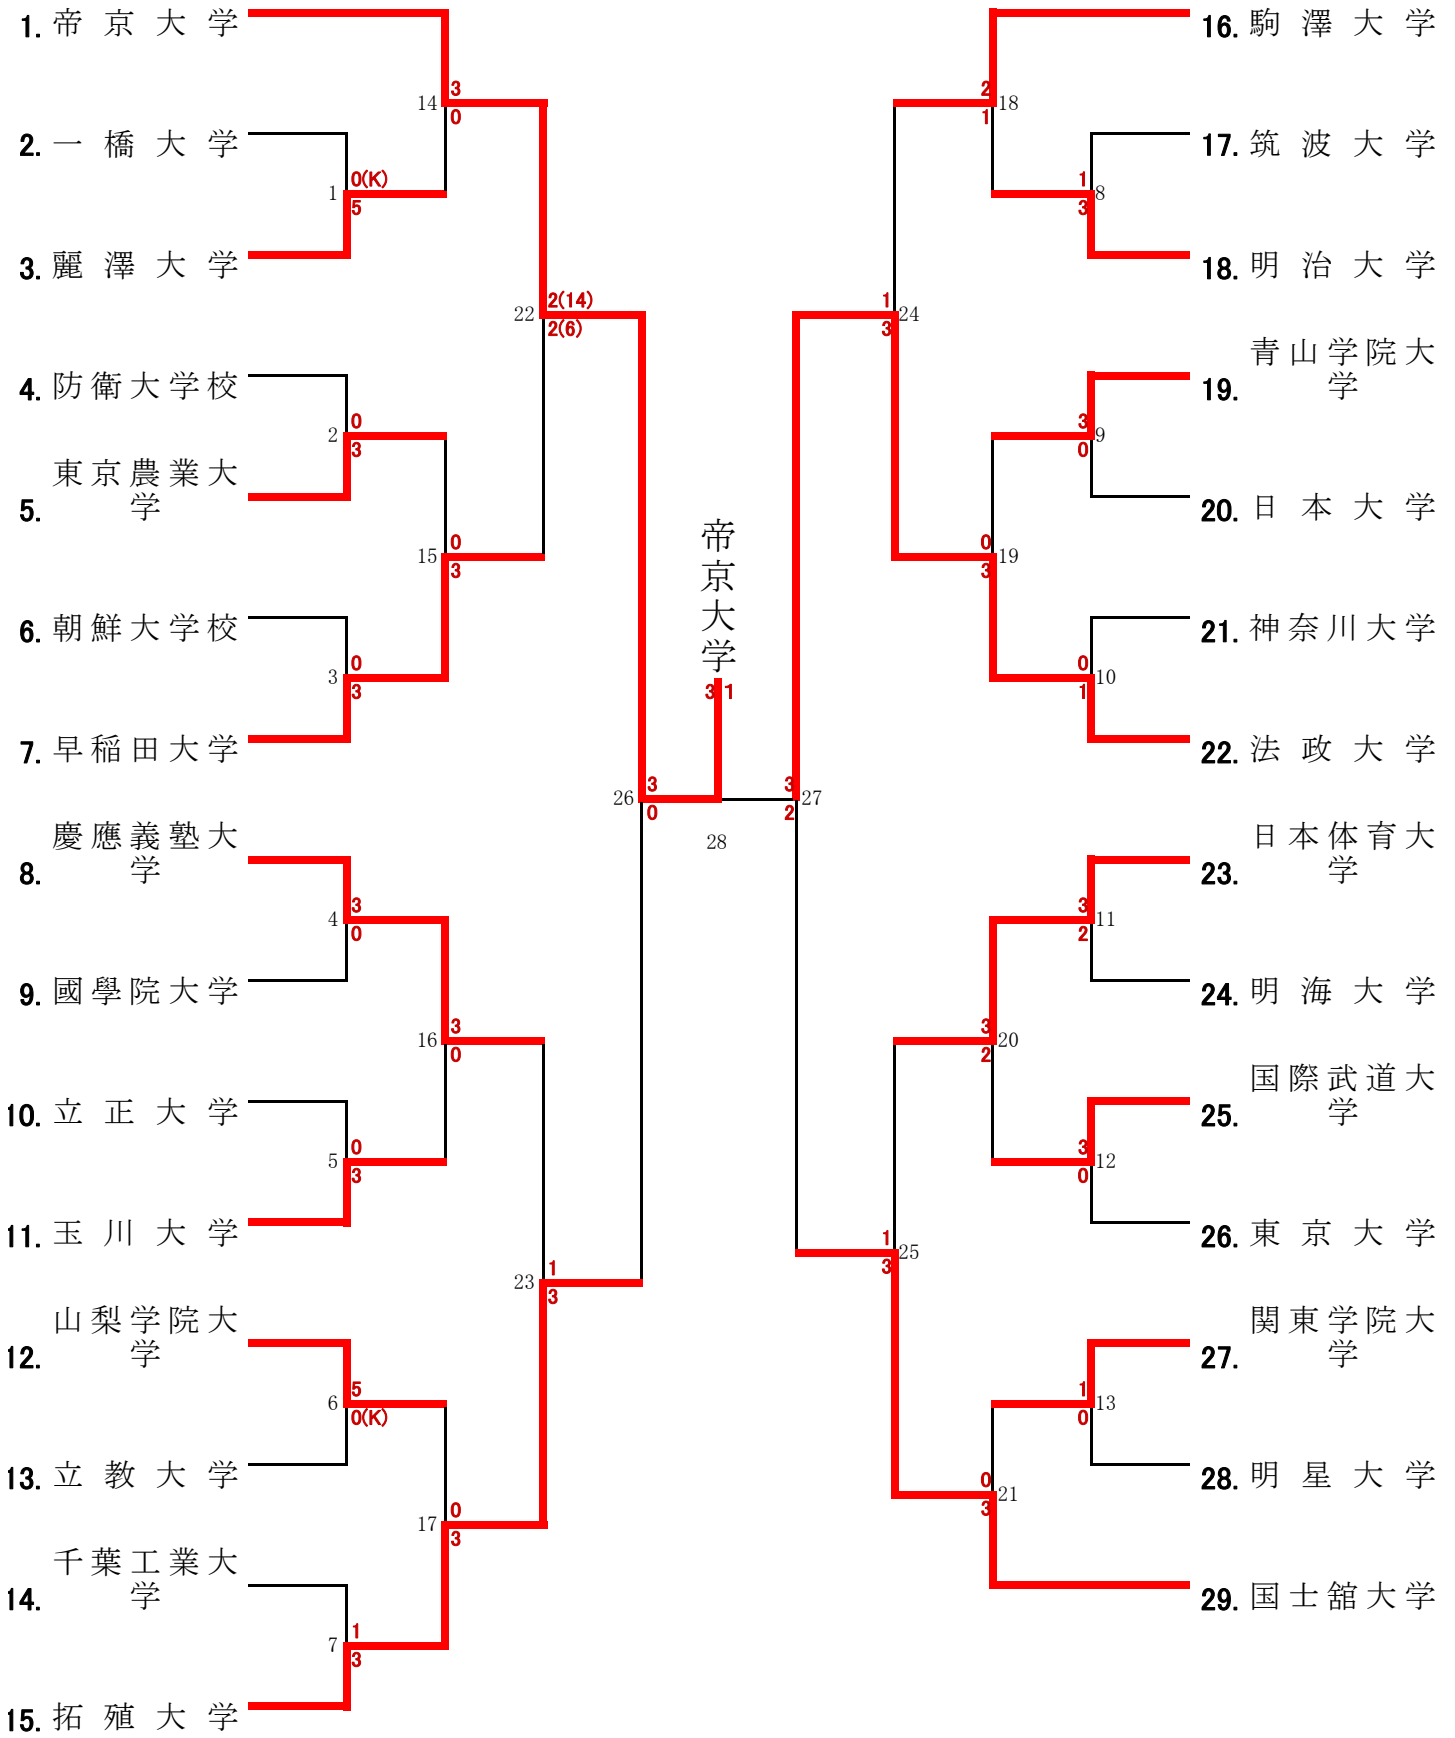 1. 帝京大学
3
14
0
2. 一橋大学
0(K)
1
5
3. 麗澤大学
2(14)
22
2(6)
4. 防衛大学校
0
2
3
東京農業大
5. 学
0
15
3
6. 朝鮮大学校
0
3
3
7. 早稲田大学
3
26
0
慶應義塾大
8. 学
3
4
0
9. 國學院大学
3
16
0
10. 立正大学
0
5
3
11. 玉川大学
1
23
3
山梨学院大
12. 学
5
6
0(K)
13. 立教大学
0
17
3
千葉工業大
14. 学
1
7
3
15. 拓殖大学
帝京大学
3 1
28
16. 駒澤大学
2
18
1
17. 筑波大学
1
8
3
18. 明治大学
1
24
3
青山学院大
19. 学
3
9
0
20. 日本大学
0
19
3
21. 神奈川大学
0
10
1
22. 法政大学
3
27
2
日本体育大
23. 学
3
11
2
24. 明海大学
3
20
2
国際武道大
25. 学
3
12
0
26. 東京大学
1
25
3
関東学院大
27. 学
1
13
0
28. 明星大学
0
21
3
29. 国士舘大学